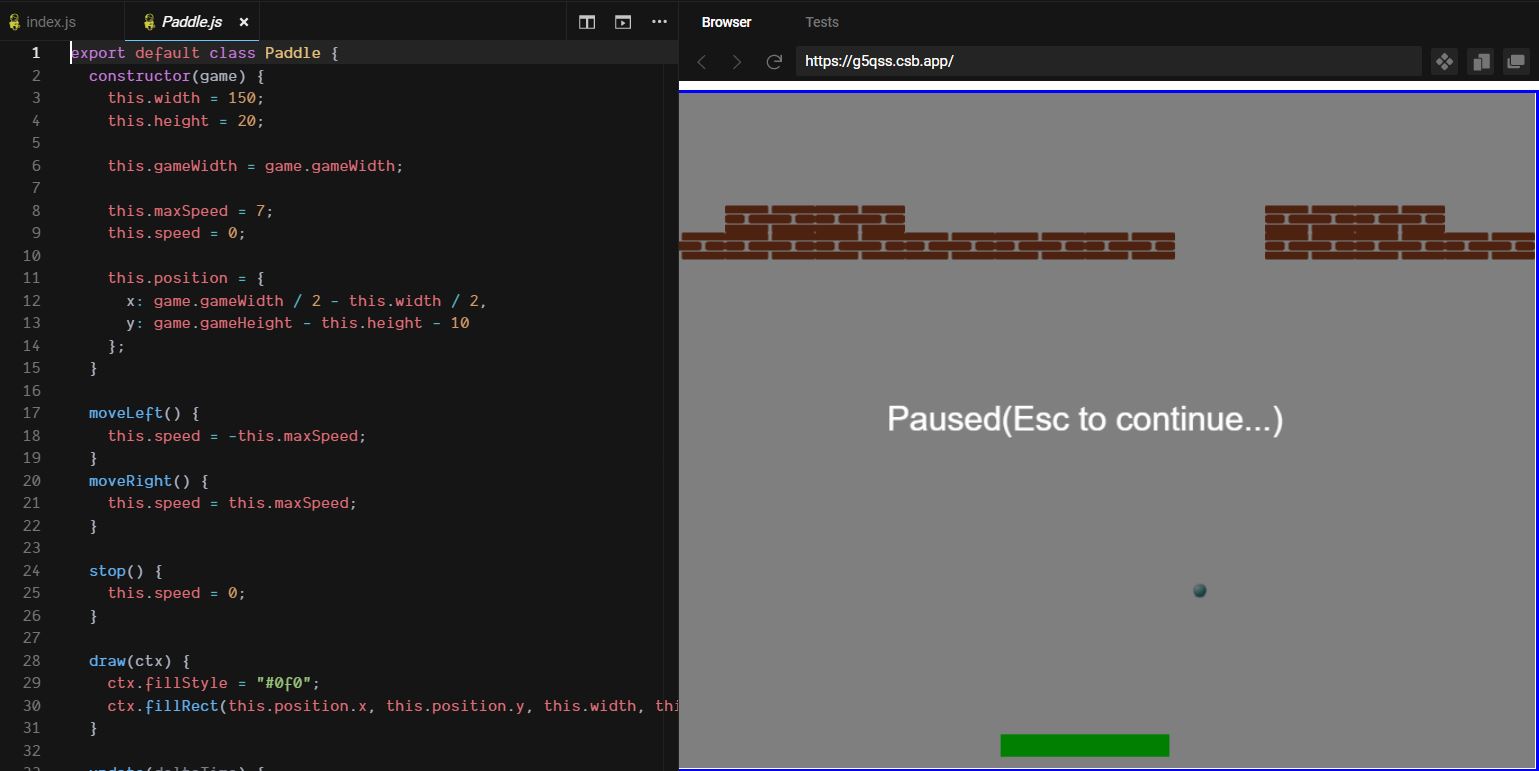 index.js
Paddle.js ×
1 export default class Paddle {
2   constructor(game) {
3     this.width = 150;
4     this.height = 20;
5
6     this.gameWidth = game.gameWidth;
7
8     this.maxSpeed = 7;
9     this.speed = 0;
10
11     this.position = {
12       x: game.gameWidth / 2 - this.width / 2,
13       y: game.gameHeight - this.height - 10
14     };
15   }
16
17   moveLeft() {
18     this.speed = -this.maxSpeed;
19   }
20   moveRight() {
21     this.speed = this.maxSpeed;
22   }
23
24   stop() {
25     this.speed = 0;
26   }
27
28   draw(ctx) {
29     ctx.fillStyle = "#0f0";
30     ctx.fillRect(this.position.x, this.position.y, this.width, thi
31   }
32
33   update(deltaTime) {
Browser
Tests
https://g5qss.csb.app/
Paused(Esc to continue...)